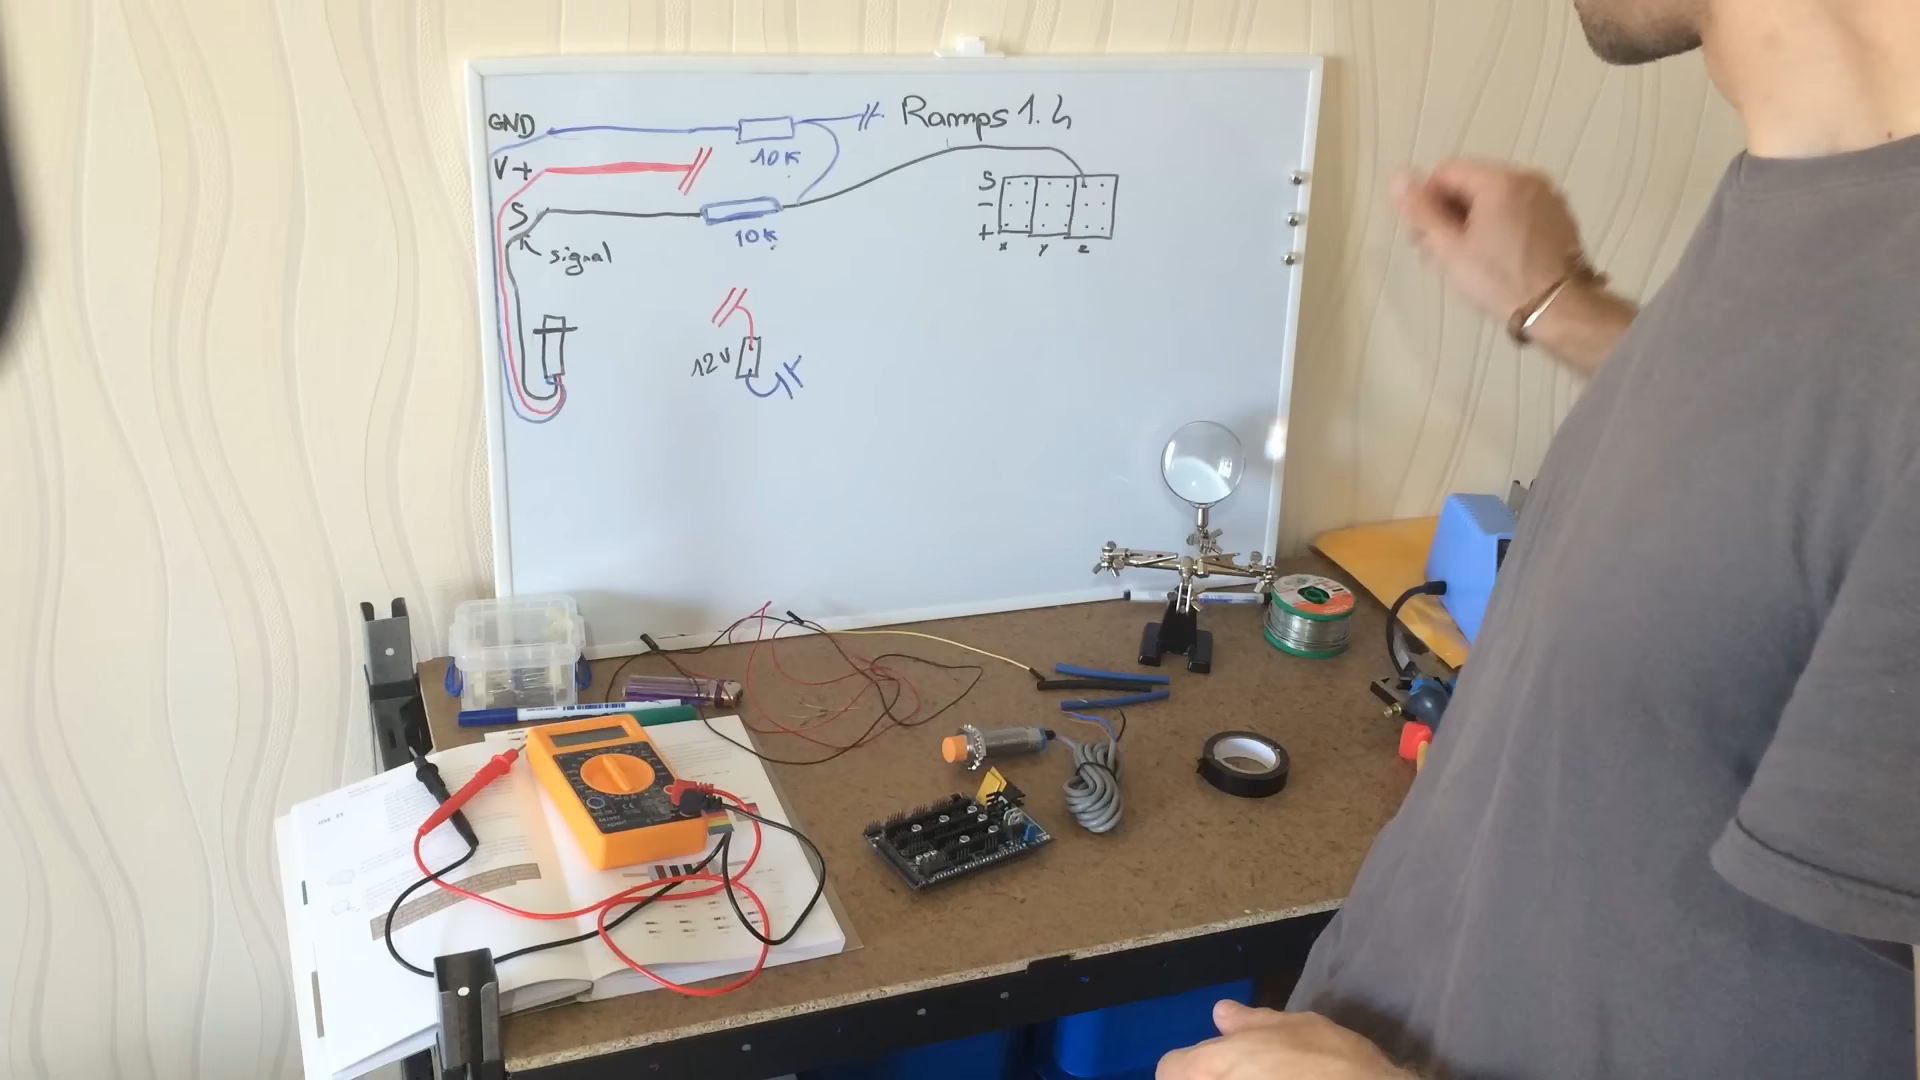 GND
10K
Ramps 1.4
V+
S
signal
10K
S
-
+
x y z
12V